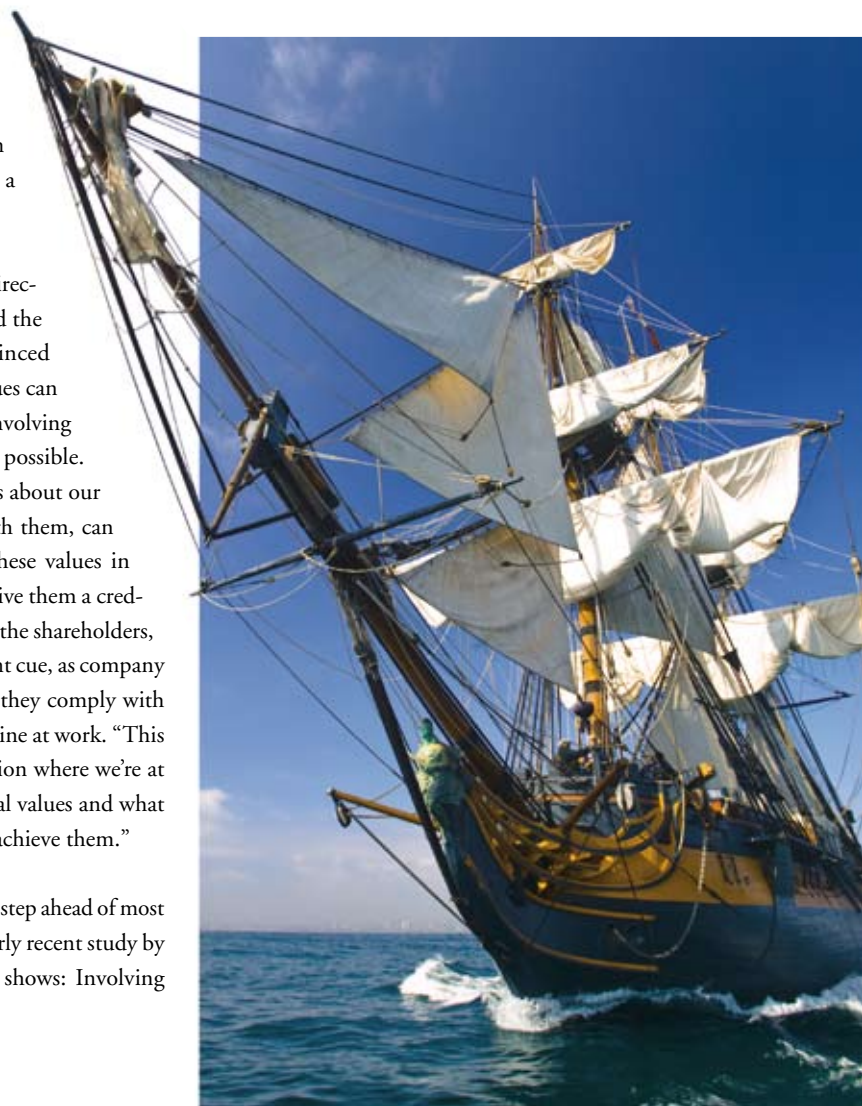 a
irec-
d the
inced
ues can
nvolving
possible.
s about our
ch them, can
hese values in
ive them a cred-
the shareholders,
nt cue, as company
they comply with
ine at work. “This
ion where we’re at
al values and what
achieve them.”
step ahead of most
rly recent study by
shows: Involving